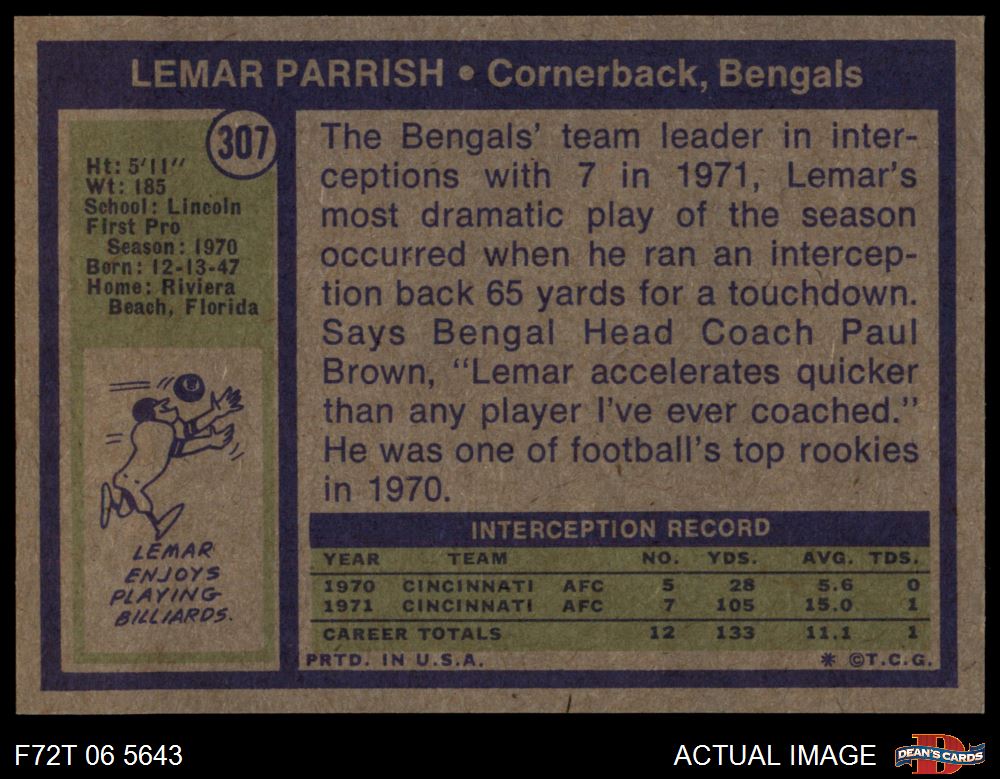 LEMAR PARRISH • Cornerback, Bengals
307
Ht: 5'11"
Wt: 185
School: Lincoln
First Pro
Season: 1970
Born: 12-13-47
Home: Riviera
Beach, Florida
LEMAR
ENJOYS
PLAYING
BILLIARDS.
The Bengals' team leader in inter-
ceptions with 7 in 1971, Lemar's
most dramatic play of the season
occurred when he ran an intercep-
tion back 65 yards for a touchdown.
Says Bengal Head Coach Paul
Brown, "Lemar accelerates quicker
than any player I've ever coached."
He was one of football's top rookies
in 1970.
INTERCEPTION RECORD
YEAR TEAM NO. YDS. AVG. TDS.
1970 CINCINNATI AFC 5 28 5.6 0
1971 CINCINNATI AFC 7 105 15.0 1
CAREER TOTALS 12 133 11.1 1
PRTD. IN U.S.A. * ©T.C.G.
F72T 06 5643 ACTUAL IMAGE DEAN'S CARDS